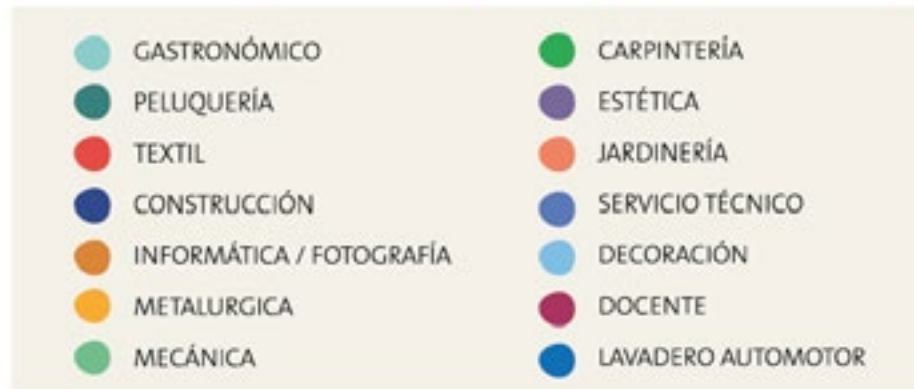 GASTRONÓMICO
PELUQUERÍA
TEXTIL
CONSTRUCCIÓN
INFORMÁTICA / FOTOGRAFÍA
METALURGICA
MECÁNICA
CARPINTERÍA
ESTÉTICA
JARDINERÍA
SERVICIO TÉCNICO
DECORACIÓN
DOCENTE
LAVADERO AUTOMOTOR